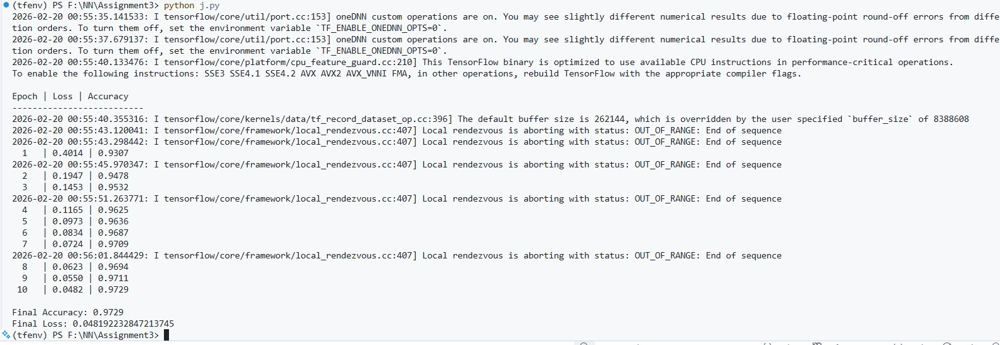 (tfenv) PS F:\NN\Assignment3> python j.py
2026-02-20 00:55:35.141533: I tensorflow/core/util/port.cc:153] oneDNN custom operations are on. You may see slightly different numerical results due to floating-point round-off errors from diffe
tion orders. To turn them off, set the environment variable `TF_ENABLE_ONEDNN_OPTS=0`.
2026-02-20 00:55:37.679137: I tensorflow/core/util/port.cc:153] oneDNN custom operations are on. You may see slightly different numerical results due to floating-point round-off errors from diffe
tion orders. To turn them off, set the environment variable `TF_ENABLE_ONEDNN_OPTS=0`.
2026-02-20 00:55:40.133476: I tensorflow/core/platform/cpu_feature_guard.cc:210] This TensorFlow binary is optimized to use available CPU instructions in performance-critical operations.
To enable the following instructions: SSE3 SSE4.1 SSE4.2 AVX AVX2 AVX_VNNI FMA, in other operations, rebuild TensorFlow with the appropriate compiler flags.
Epoch | Loss | Accuracy
--------------------------
2026-02-20 00:55:40.355316: I tensorflow/core/kernels/data/tf_record_dataset_op.cc:396] The default buffer size is 262144, which is overridden by the user specified `buffer_size` of 8388608
2026-02-20 00:55:43.120041: I tensorflow/core/framework/local_rendezvous.cc:407] Local rendezvous is aborting with status: OUT_OF_RANGE: End of sequence
2026-02-20 00:55:43.298442: I tensorflow/core/framework/local_rendezvous.cc:407] Local rendezvous is aborting with status: OUT_OF_RANGE: End of sequence
1 | 0.4014 | 0.9307
2026-02-20 00:55:45.970347: I tensorflow/core/framework/local_rendezvous.cc:407] Local rendezvous is aborting with status: OUT_OF_RANGE: End of sequence
2 | 0.1947 | 0.9478
3 | 0.1453 | 0.9532
2026-02-20 00:55:51.263771: I tensorflow/core/framework/local_rendezvous.cc:407] Local rendezvous is aborting with status: OUT_OF_RANGE: End of sequence
4 | 0.1165 | 0.9625
5 | 0.0973 | 0.9636
6 | 0.0834 | 0.9687
7 | 0.0724 | 0.9709
2026-02-20 00:56:01.844429: I tensorflow/core/framework/local_rendezvous.cc:407] Local rendezvous is aborting with status: OUT_OF_RANGE: End of sequence
8 | 0.0623 | 0.9694
9 | 0.0550 | 0.9711
10 | 0.0482 | 0.9729
Final Accuracy: 0.9729
Final Loss: 0.048192232847213745
(tfenv) PS F:\NN\Assignment3>